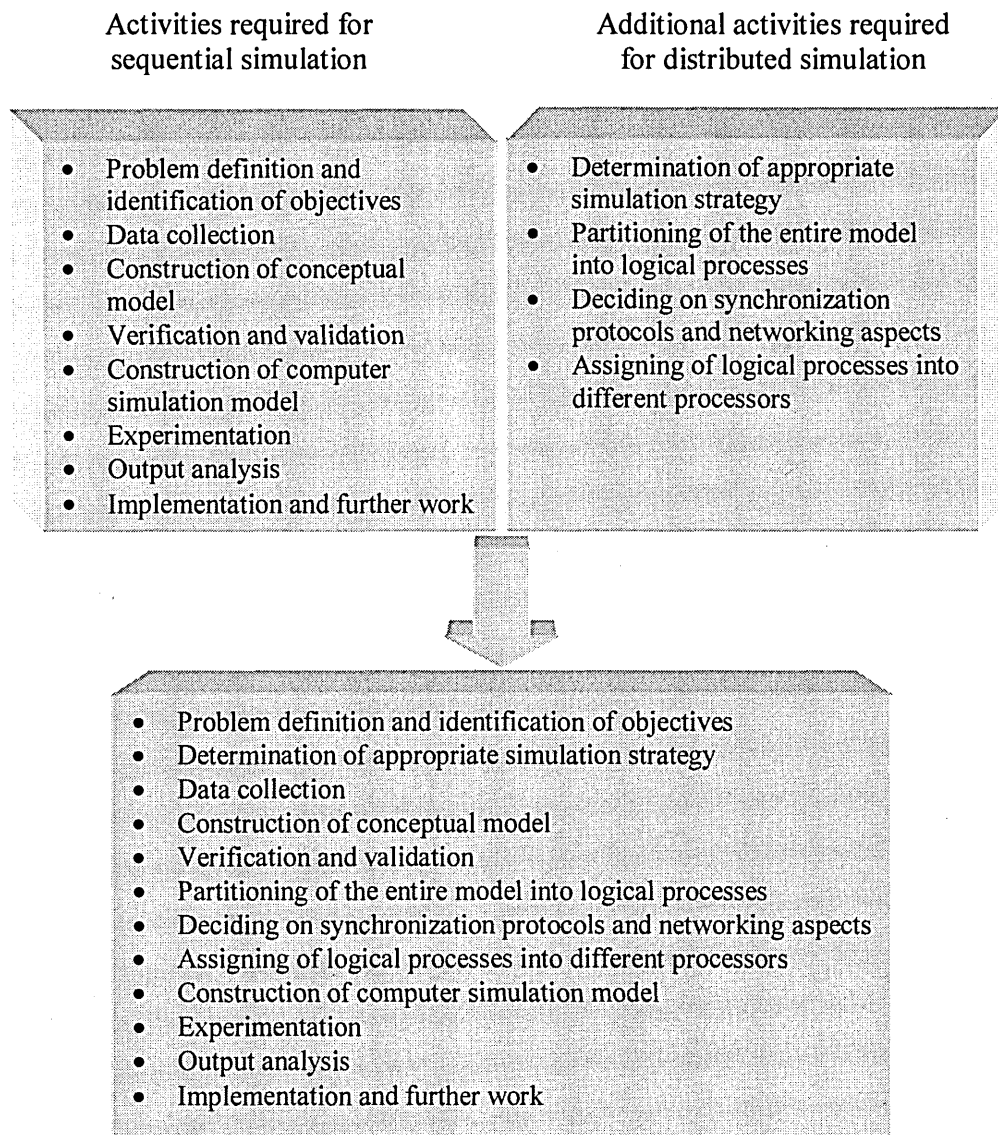 Activities required for
sequential simulation
Additional activities required
for distributed simulation
• Problem definition and
identification of objectives
• Data collection
• Construction of conceptual
model
• Verification and validation
• Construction of computer
simulation model
• Experimentation
• Output analysis
• Implementation and further work
• Determination of appropriate
simulation strategy
• Partitioning of the entire model
into logical processes
• Deciding on synchronization
protocols and networking aspects
• Assigning of logical processes into
different processors
• Problem definition and identification of objectives
• Determination of appropriate simulation strategy
• Data collection
• Construction of conceptual model
• Verification and validation
• Partitioning of the entire model into logical processes
• Deciding on synchronization protocols and networking aspects
• Assigning of logical processes into different processors
• Construction of computer simulation model
• Experimentation
• Output analysis
• Implementation and further work